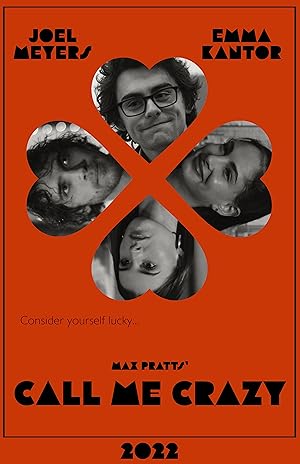 JOEL
MEYERS
EMMA
KANTOR
Consider yourself lucky...
MAX PRATTS'
CALL ME CRAZY
2022